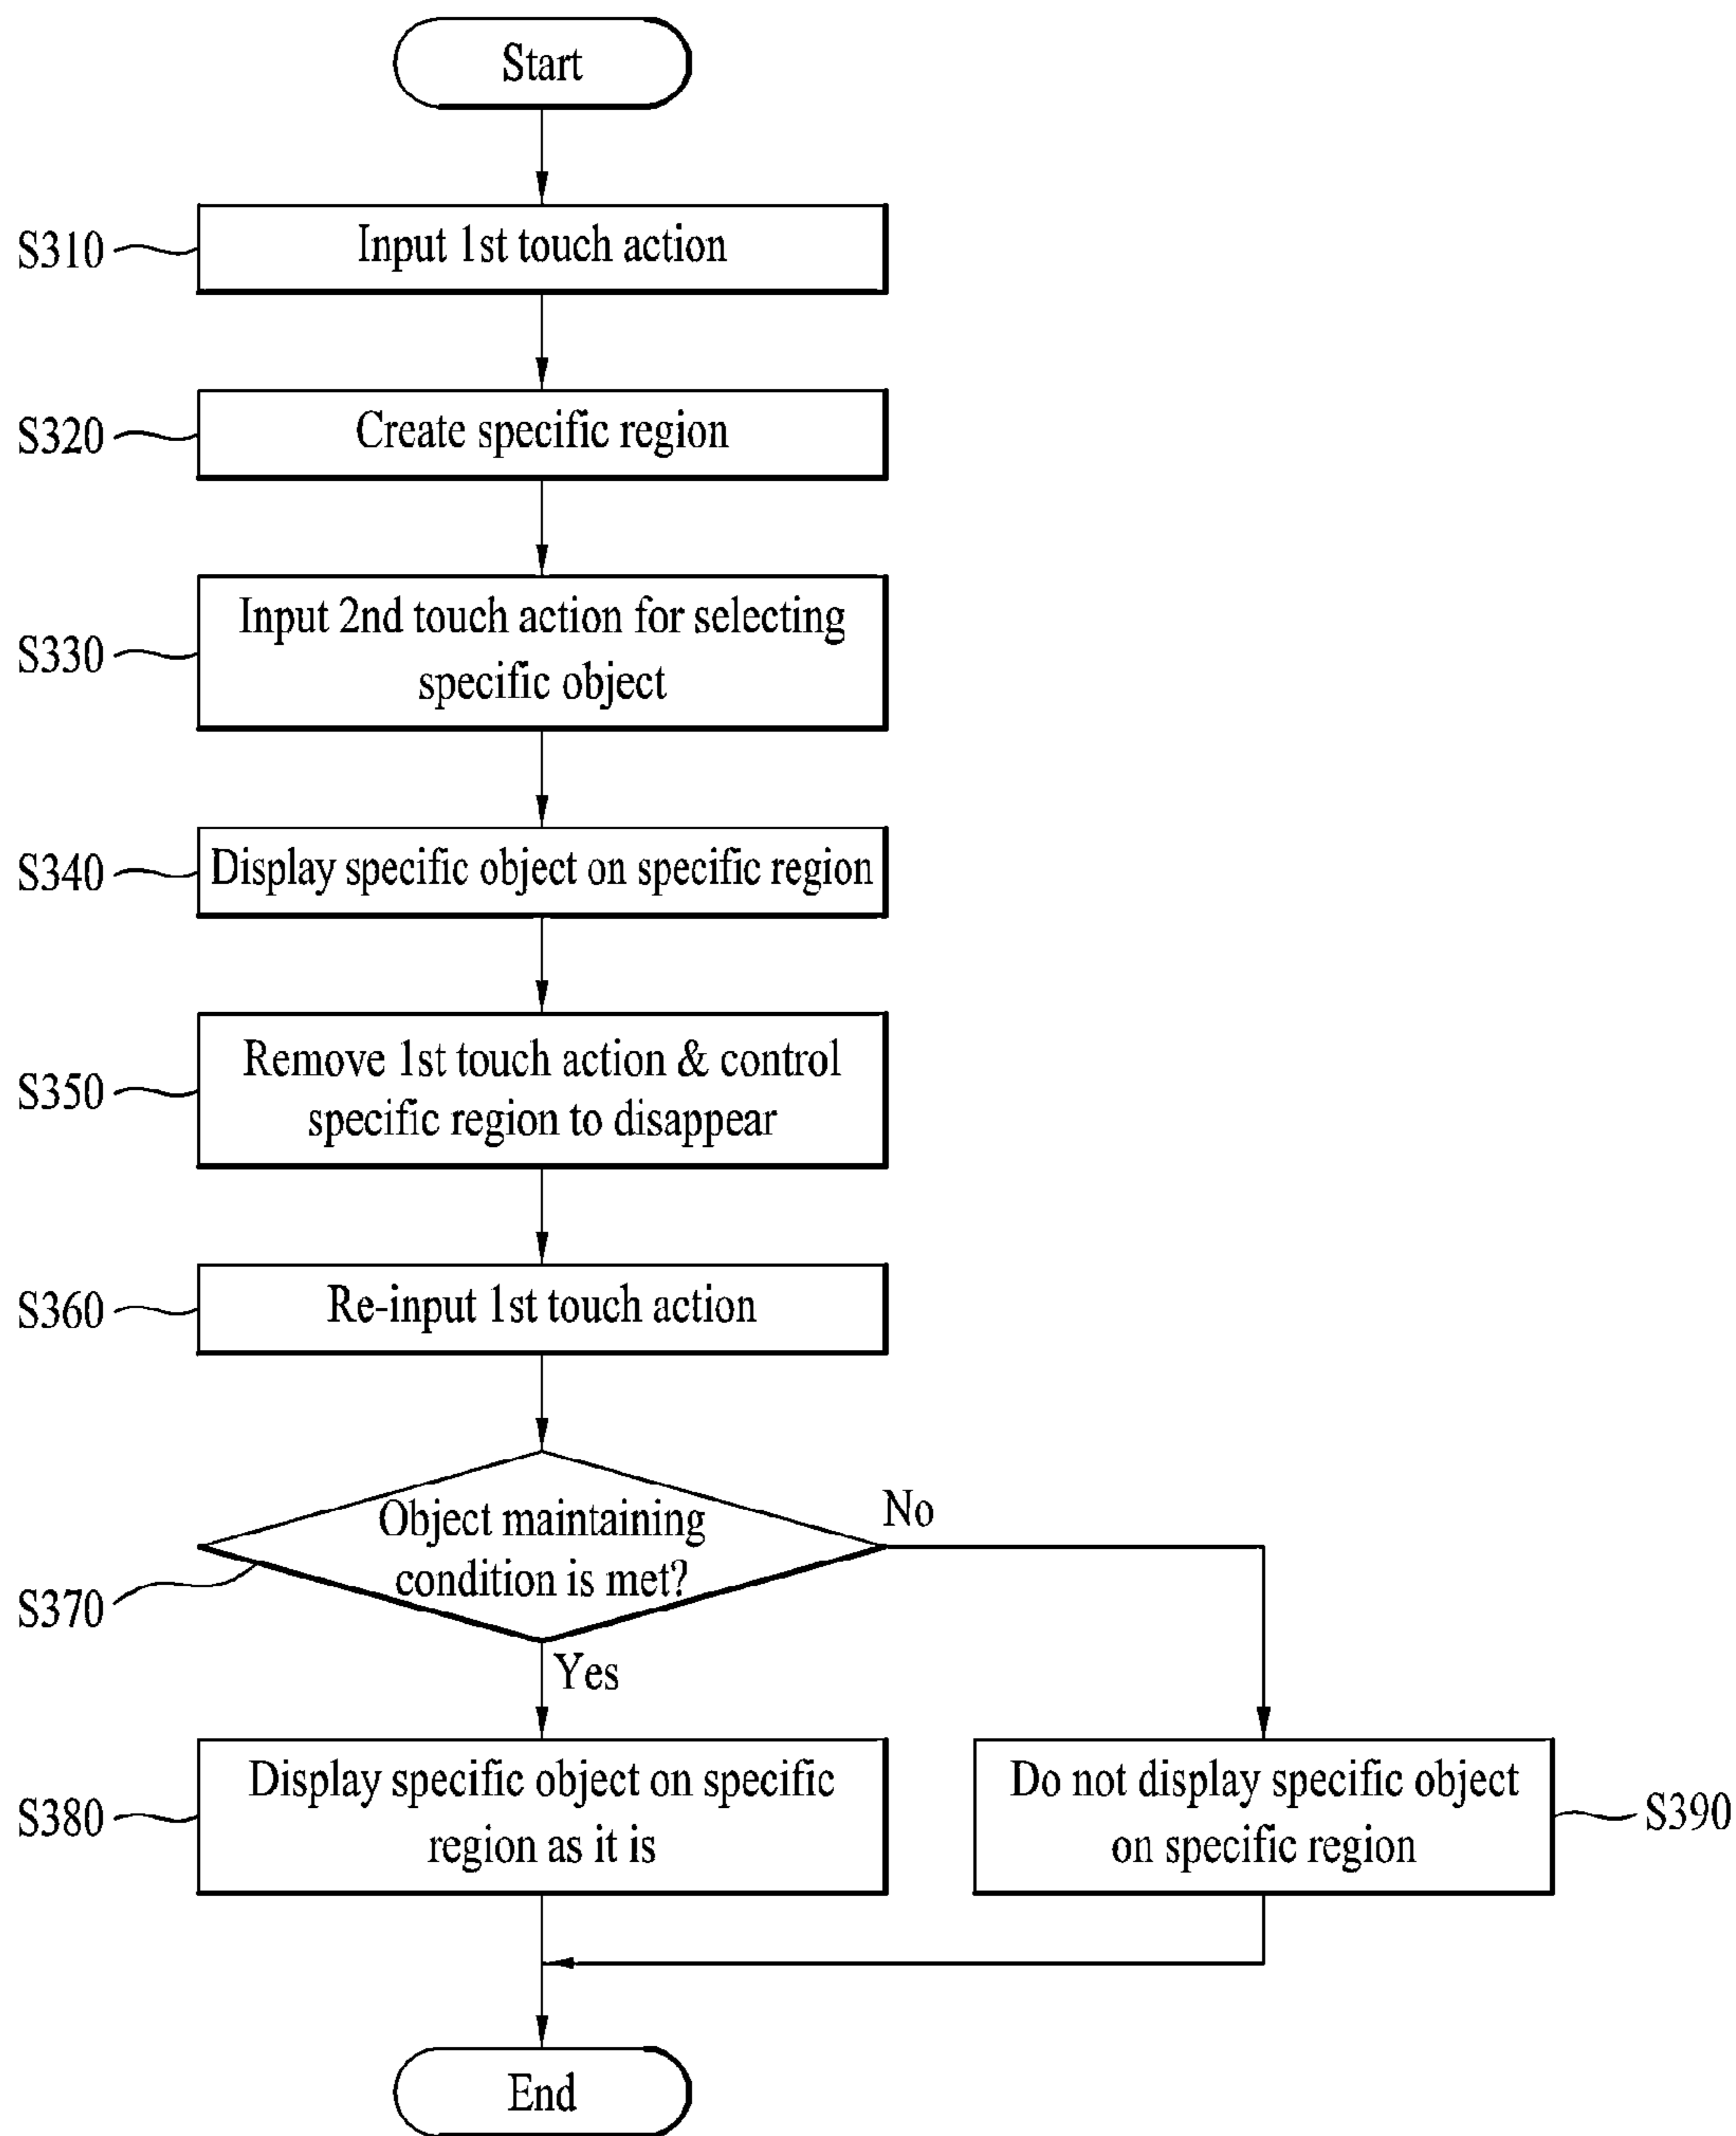 Start
S310
Input 1st touch action
S320
Create specific region
S330
Input 2nd touch action for selecting
specific object
S340
Display specific object on specific region
S350
Remove 1st touch action & control
specific region to disappear
S360
Re-input 1st touch action
S370
Object maintaining
condition is met?
No
Yes
S380
Display specific object on specific
region as it is
Do not display specific object
on specific region
S390
End